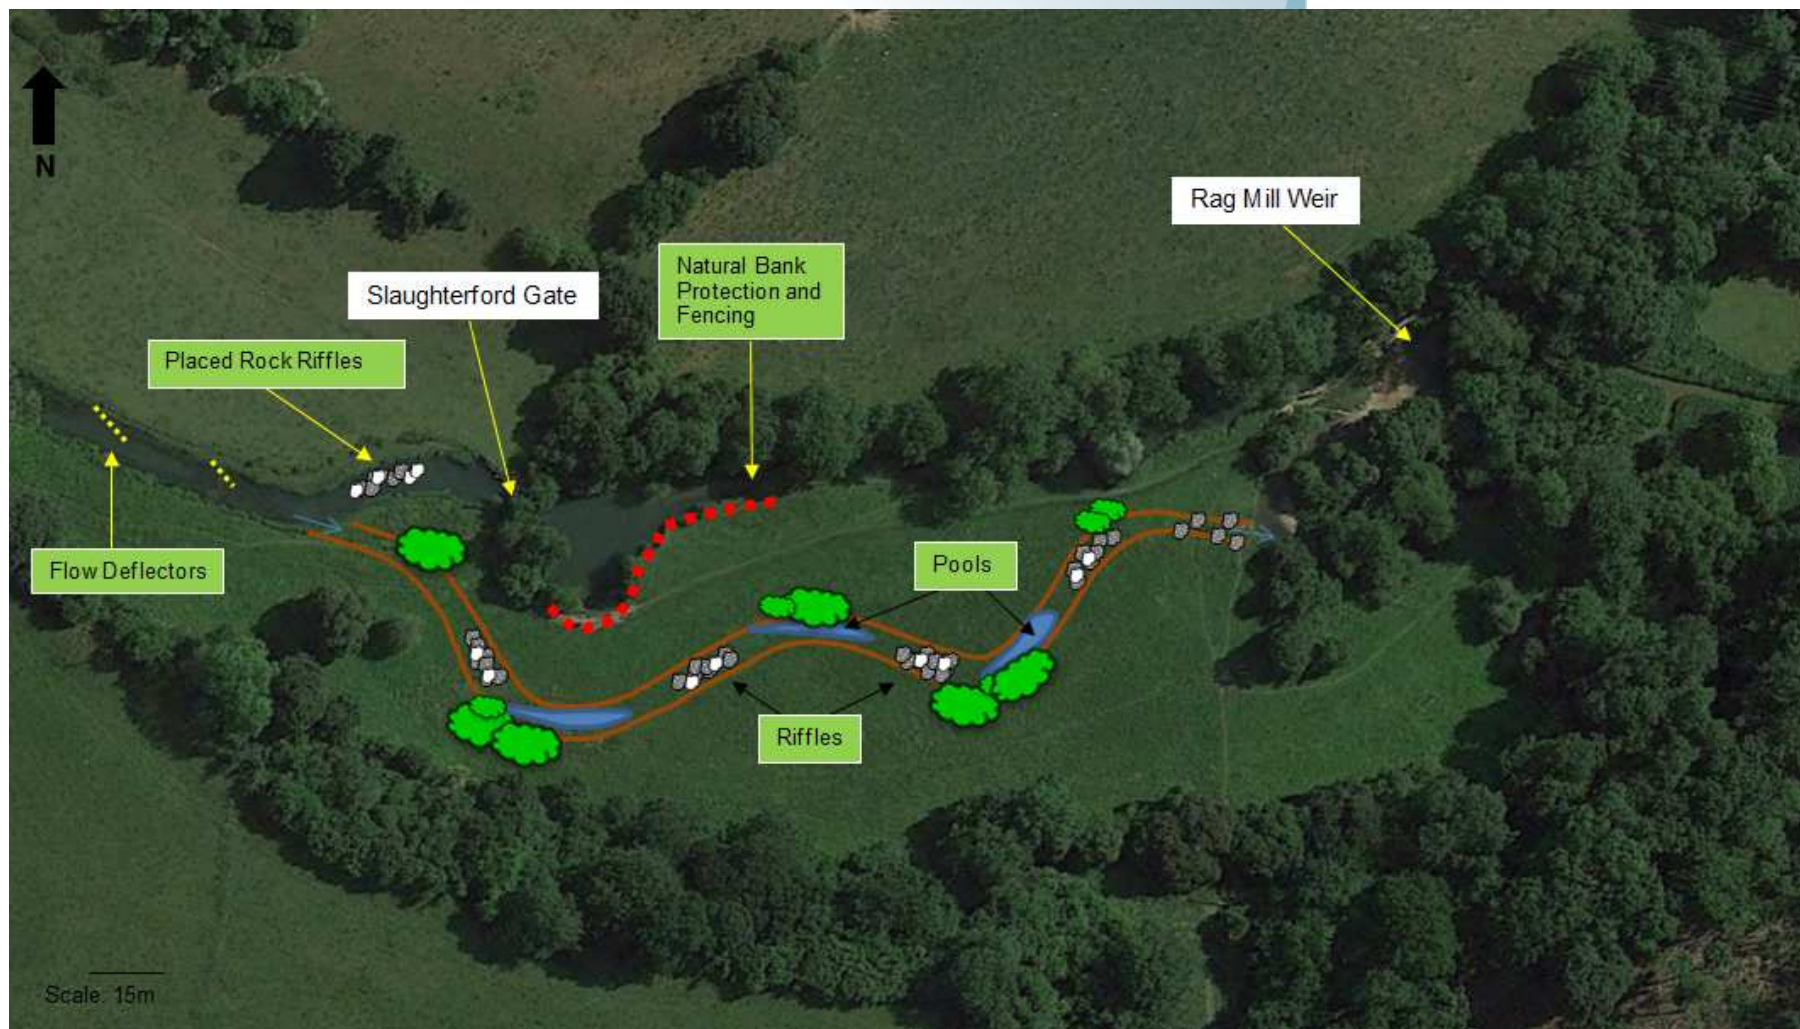 N
Rag Mill Weir
Natural Bank
Protection and
Fencing
Slaughterford Gate
Placed Rock Riffles
Flow Deflectors
Pools
Riffles
Scale: 15m